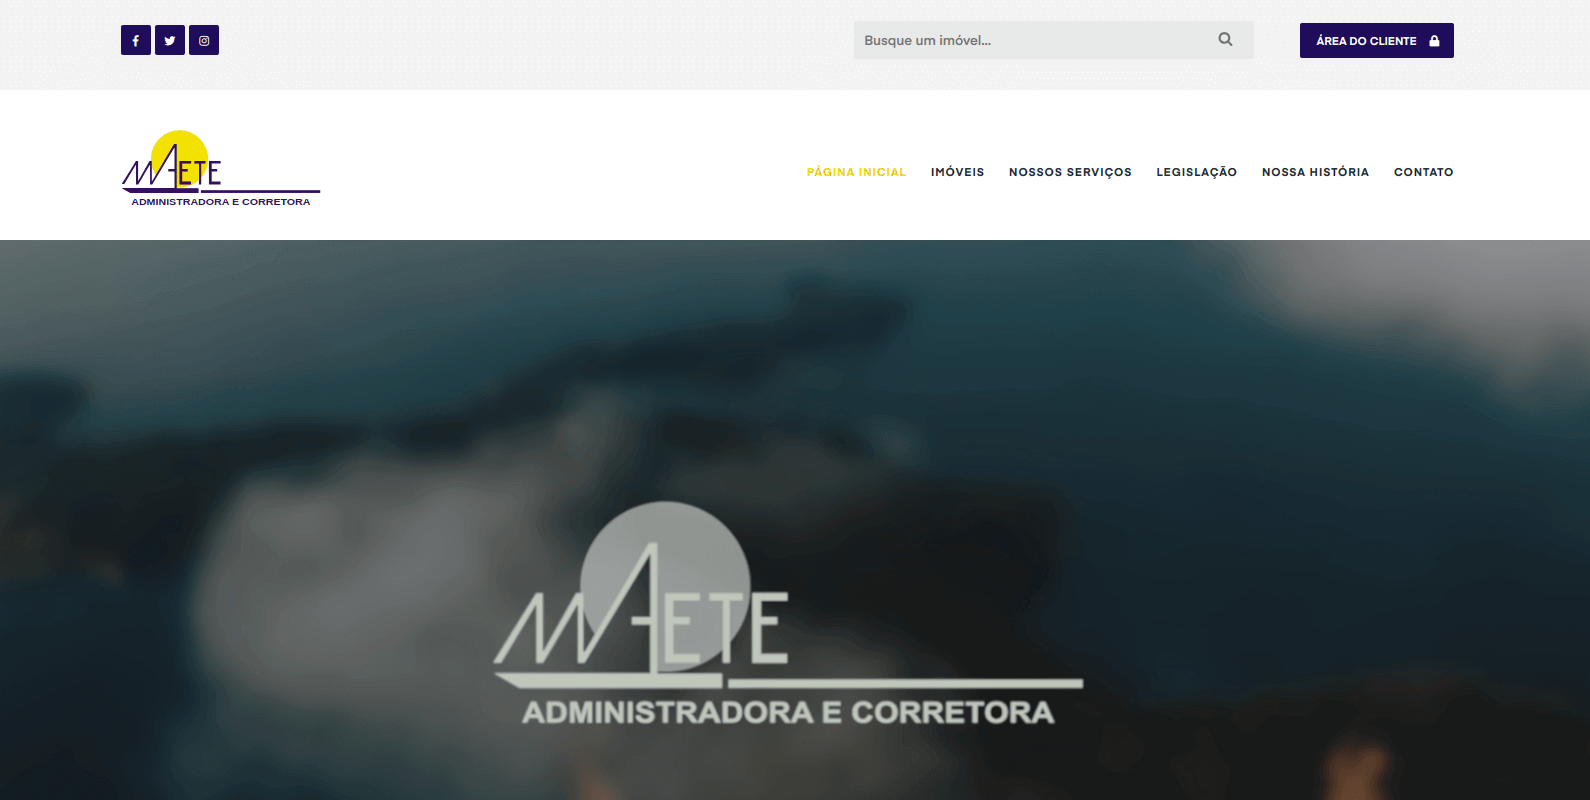 Busque um imóvel...
ÁREA DO CLIENTE
MAETE
ADMINISTRADORA E CORRETORA
PÁGINA INICIAL IMÓVEIS NOSSOS SERVIÇOS LEGISLAÇÃO NOSSA HISTÓRIA CONTATO
MAETE
ADMINISTRADORA E CORRETORA